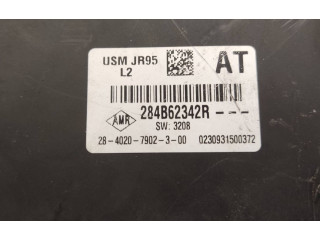 USM JR95
L2
AT
284B62342R---
AMR
SW: 3208
28-4020-7902-3-00 0230931500372